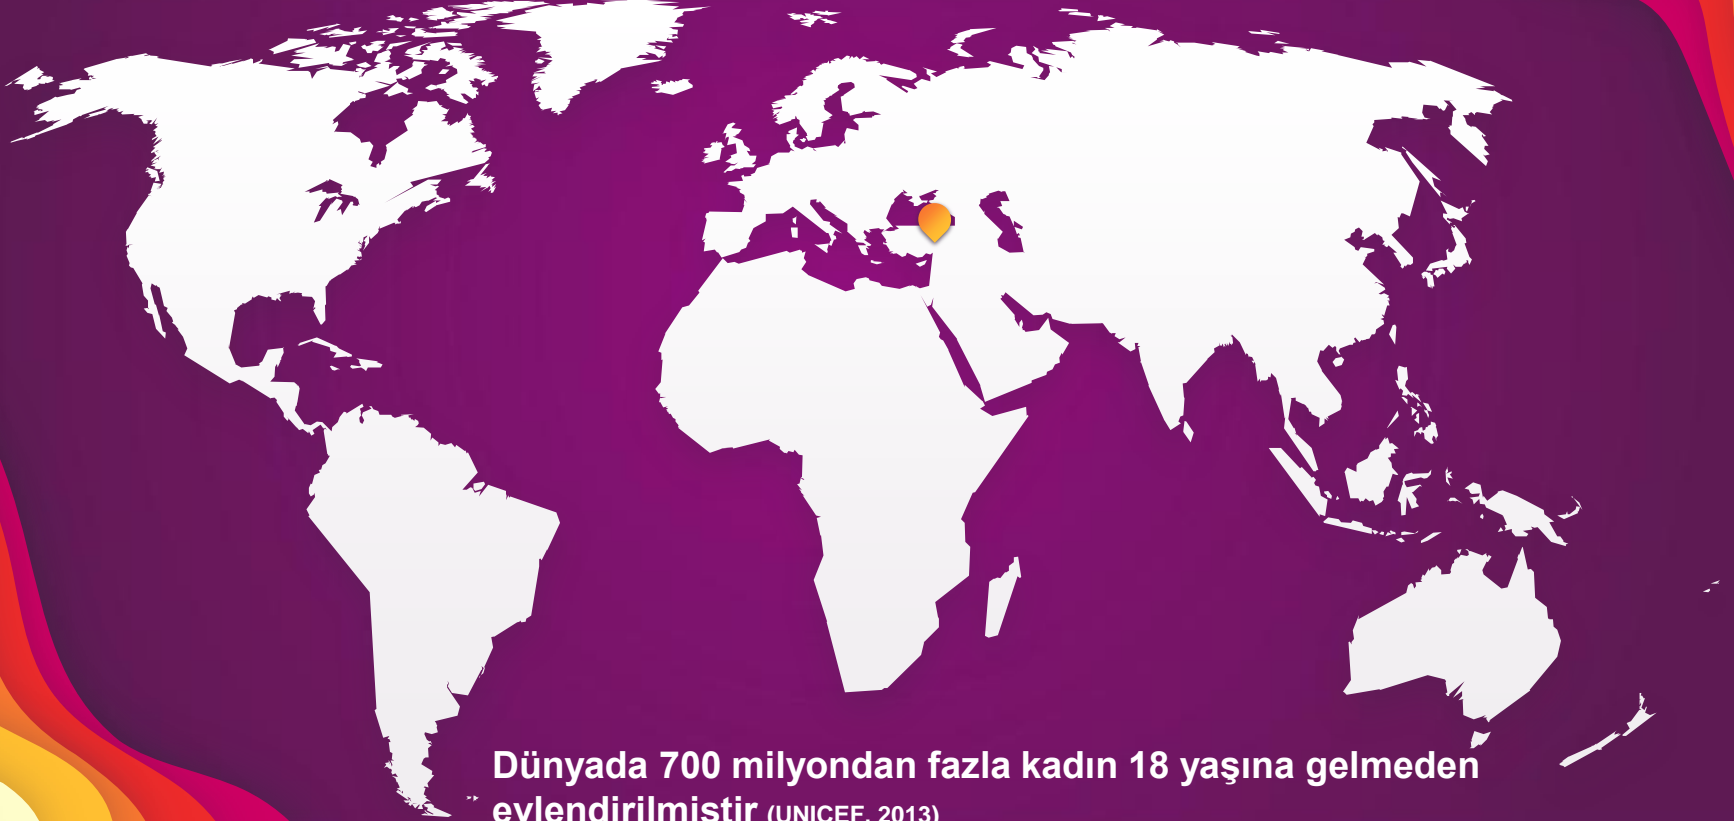 Dünyada 700 milyondan fazla kadın 18 yaşına gelmeden
evlendirilmiştir (UNICEF, 2013)